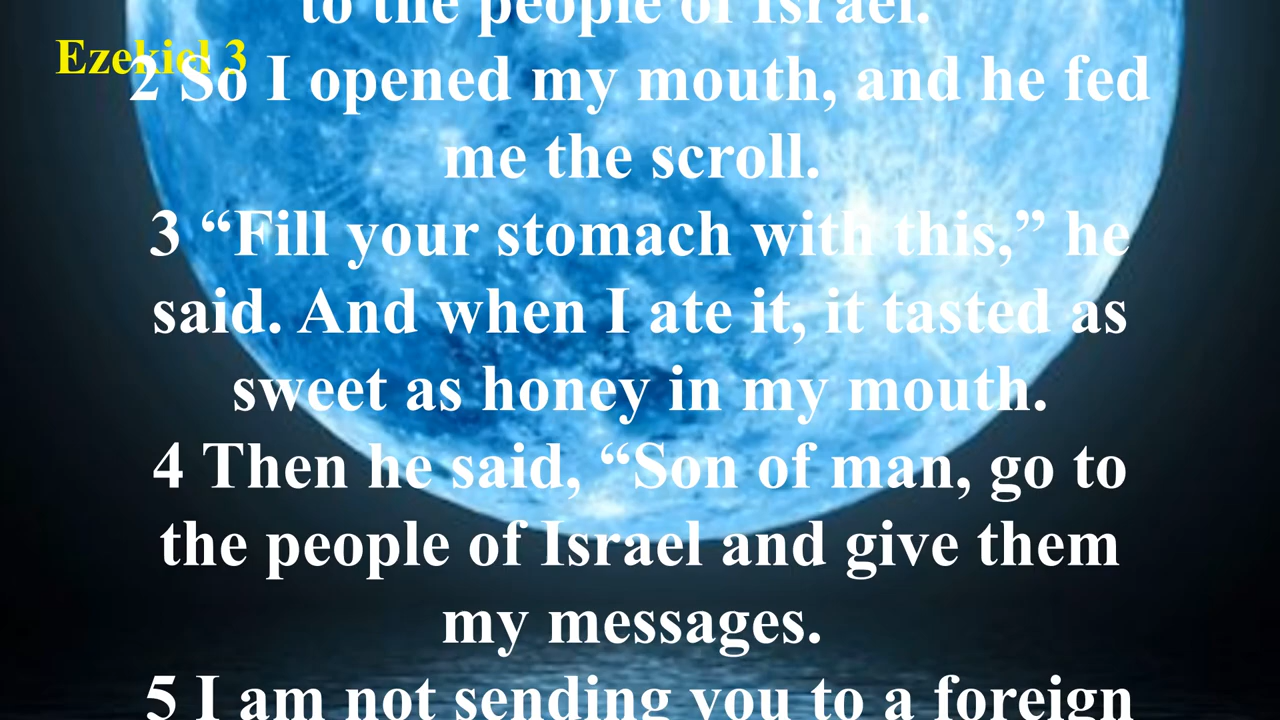 to the people of Israel.
Ezekiel 3
2 So I opened my mouth, and he fed
me the scroll.
3 “Fill your stomach with this,” he
said. And when I ate it, it tasted as
sweet as honey in my mouth.
4 Then he said, “Son of man, go to
the people of Israel and give them
my messages.
5 I am not sending you to a foreign